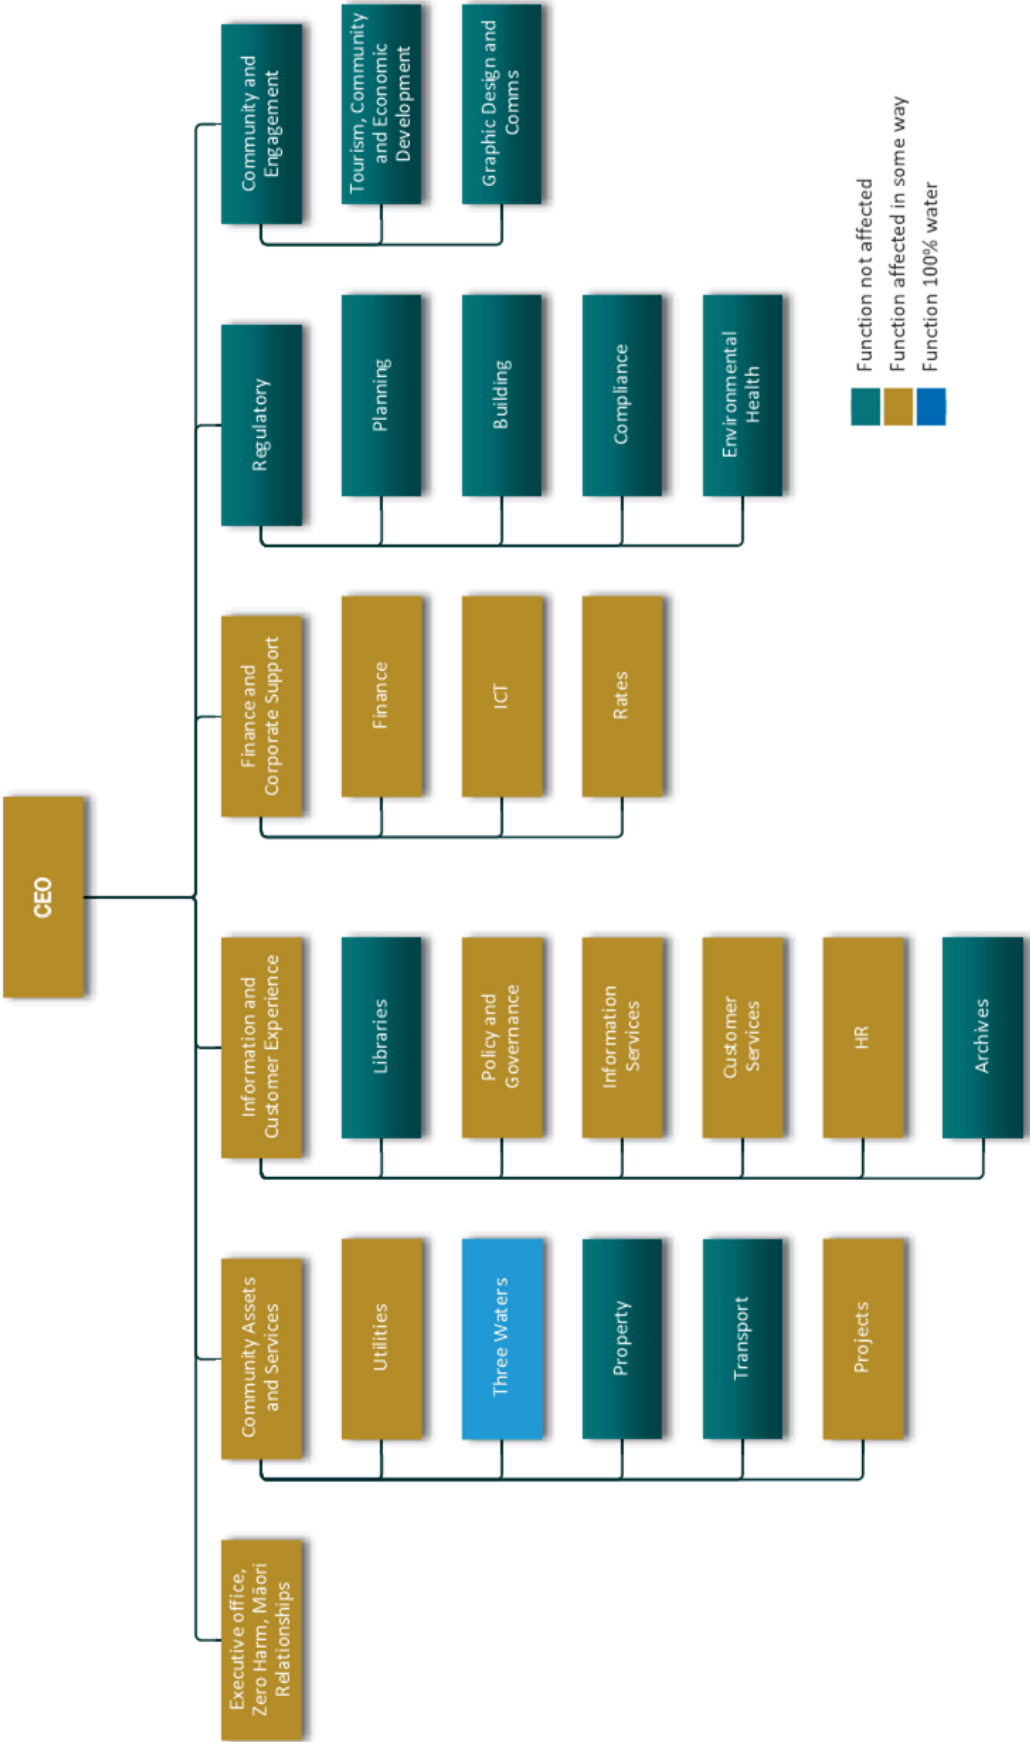 CEO
Executive office,
Zero Harm, Māori
Relationships
Community Assets
and Services
Utilities
Three Waters
Property
Transport
Projects
Information and
Customer Experience
Libraries
Policy and
Governance
Information
Services
Customer
Services
HR
Archives
Finance and
Corporate Support
Finance
ICT
Rates
Regulatory
Planning
Building
Compliance
Environmental
Health
Community and
Engagement
Tourism, Community
and Economic
Development
Graphic Design and
Comms
Function not affected
Function affected in some way
Function 100% water